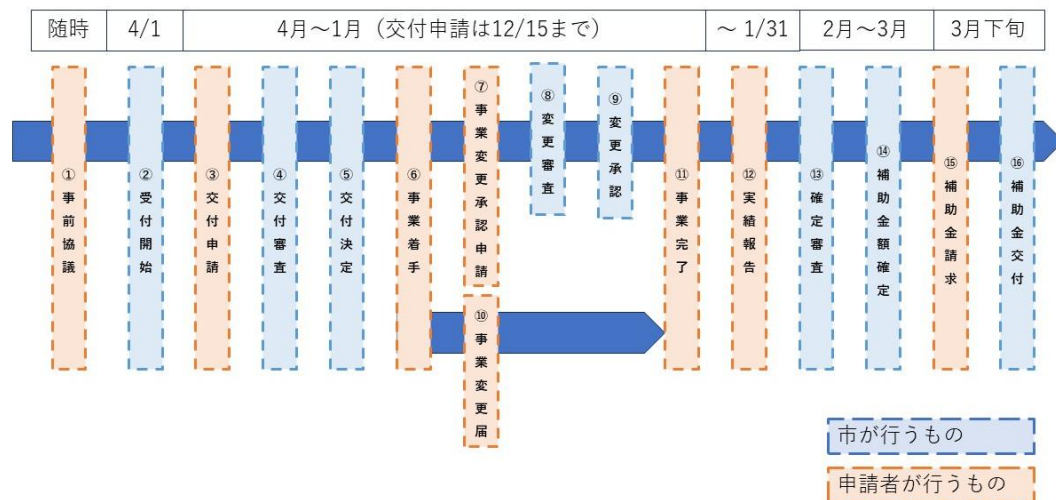 随時
4/1
4月～1月（交付申請は12/15まで）
～ 1/31
2月～3月
3月下旬
①事前協議
②受付開始
③交付申請
④交付審査
⑤交付決定
⑥事業着手
⑦事業変更承認申請
⑧変更審査
⑨変更承認
⑩事業変更届
⑪事業完了
⑫実績報告
⑬確定審査
⑭補助金額確定
⑮補助金請求
⑯補助金交付
市が行うもの
申請者が行うもの